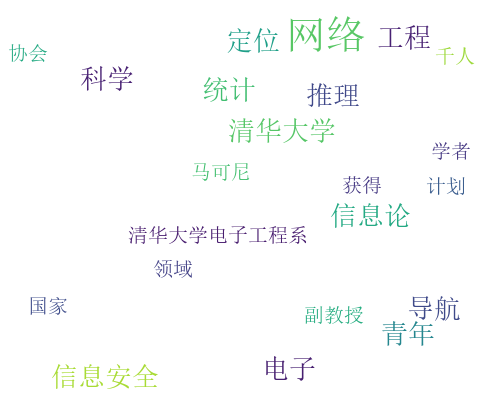 网络
工程
定位
协会
千人
科学
统计
推理
清华大学
学者
马可尼
获得
计划
信息论
清华大学电子工程系
领域
国家
导航
副教授
青年
电子
信息安全